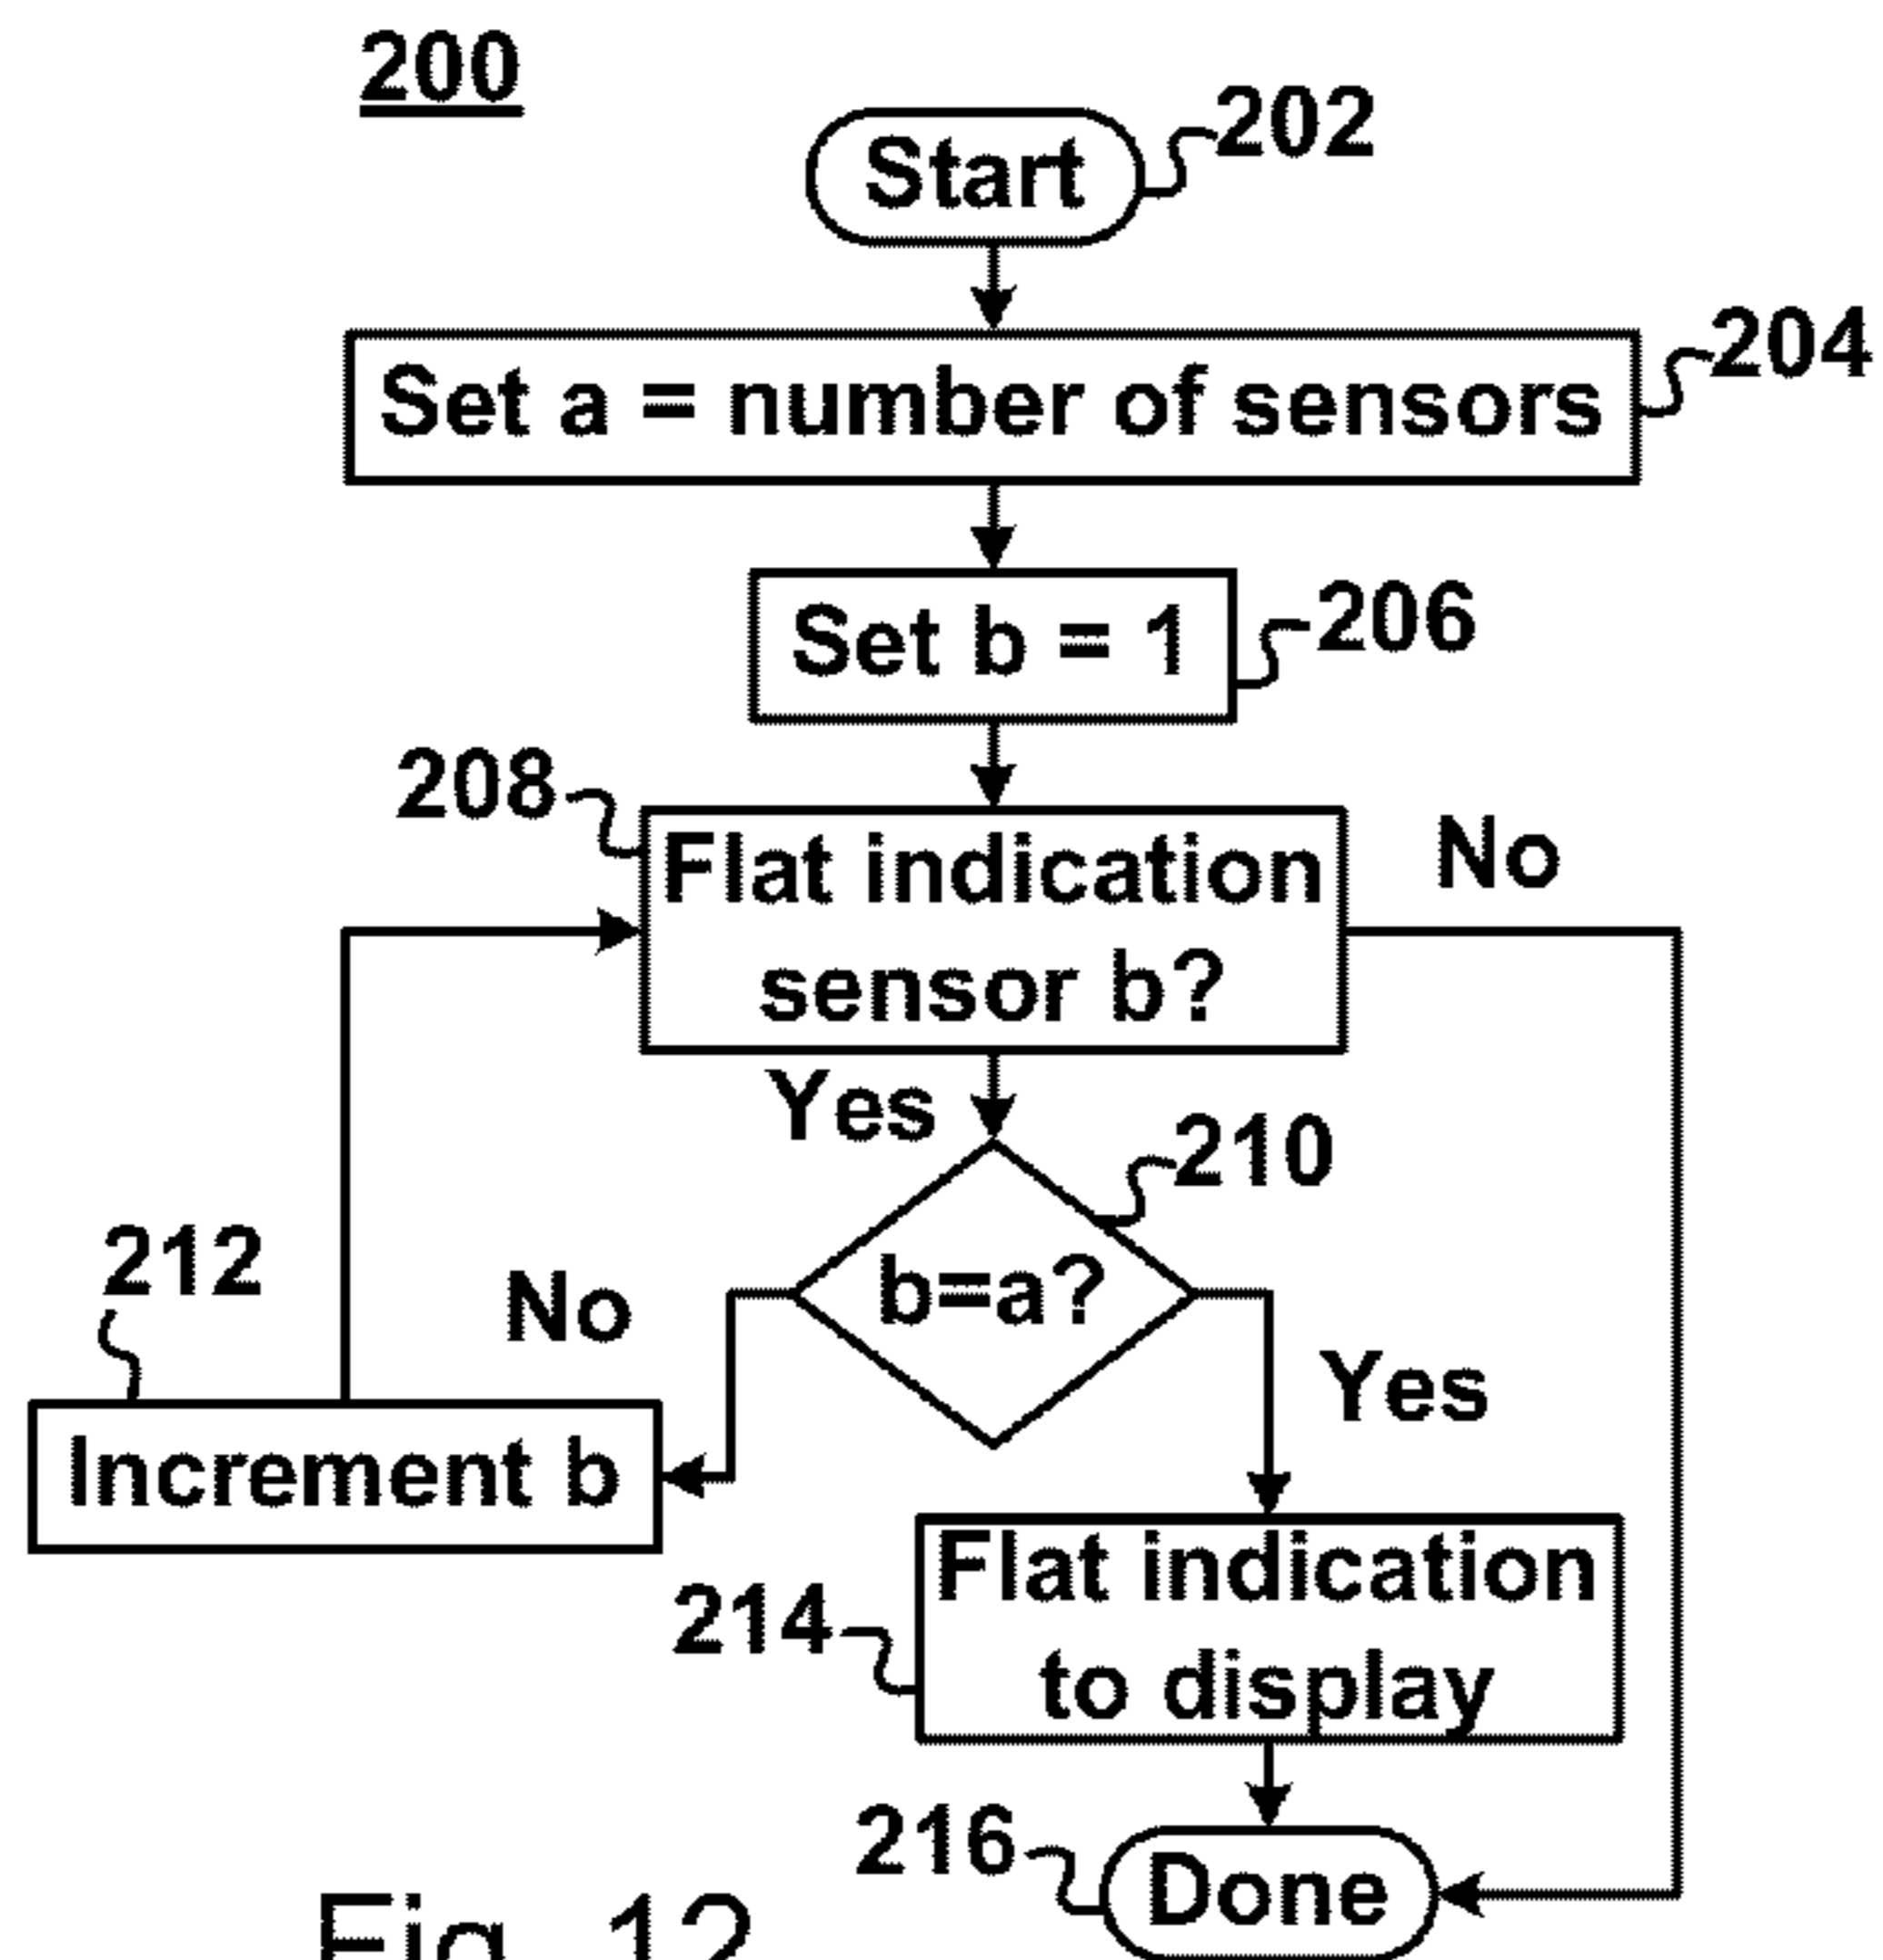 200
202
Start
204
Set a = number of sensors
206
Set b = 1
208
Flat indication
sensor b?
No
Yes
210
b=a?
212
No
Yes
Increment b
214
Flat indication
to display
216
Done
Fig. 12